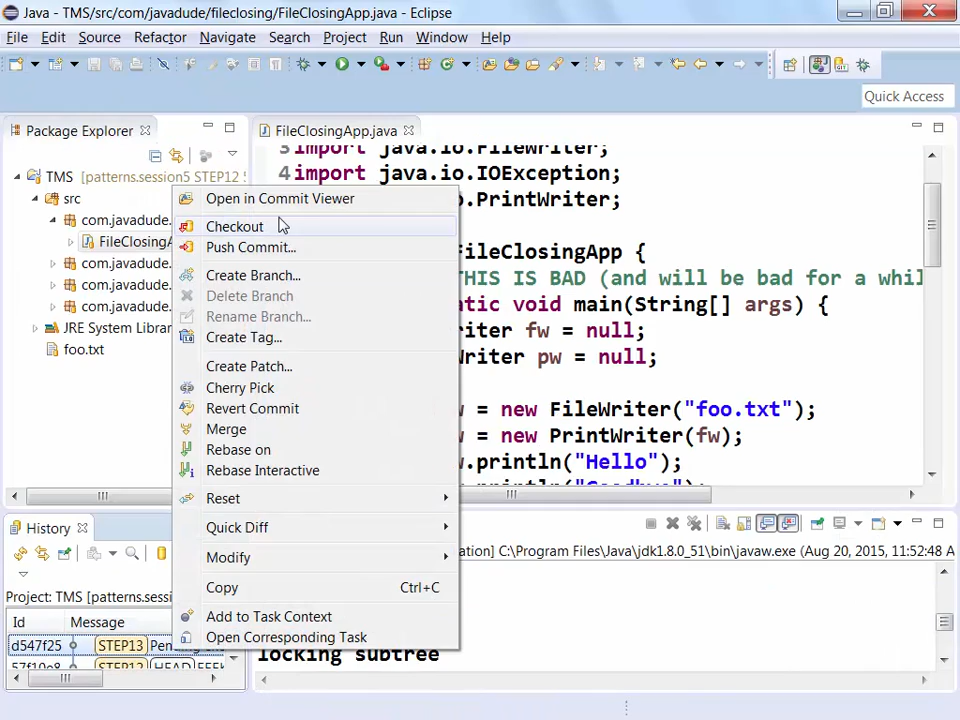 Java - TMS/src/com/javadude/fileclosing/FileClosingApp.java - Eclipse
File Edit Source Refactor Navigate Search Project Run Window Help
Quick Access
Package Explorer
FileClosingApp.java
TMS [patterns.session5 STEP12
src
com.javadude.
FileClosingA
com.javadude.
com.javadude.
com.javadude.
JRE System Librar
foo.txt
3 import java.io.FileWriter;
4 import java.io.IOException;
o.PrintWriter;
FileClosingApp {
THIS IS BAD (and will be bad for a whil
atic void main(String[] args) {
riter fw = null;
Writer pw = null;
w = new FileWriter("foo.txt");
w = new PrintWriter(fw);
w.println("Hello");
w.println("Goodbye");
Open in Commit Viewer
Checkout
Push Commit...
Create Branch...
Delete Branch
Rename Branch...
Create Tag...
Create Patch...
Cherry Pick
Revert Commit
Merge
Rebase on
Rebase Interactive
Reset
Quick Diff
Modify
Copy Ctrl+C
Add to Task Context
Open Corresponding Task
History
Project: TMS [patterns.sessi
Id Message
d547f25 STEP13
STEP12 HEAD
ation] C:\Program Files\Java\jdk1.8.0_51\bin\javaw.exe (Aug 20, 2015, 11:52:48 A
locking subtree